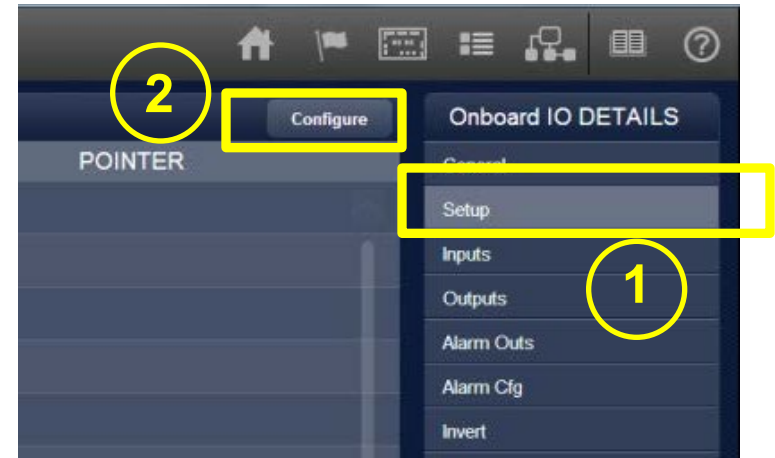 ?
2
Configure
POINTER
Onboard IO DETAILS
General
Setup
Inputs
1
Outputs
Alarm Outs
Alarm Cfg
Invert